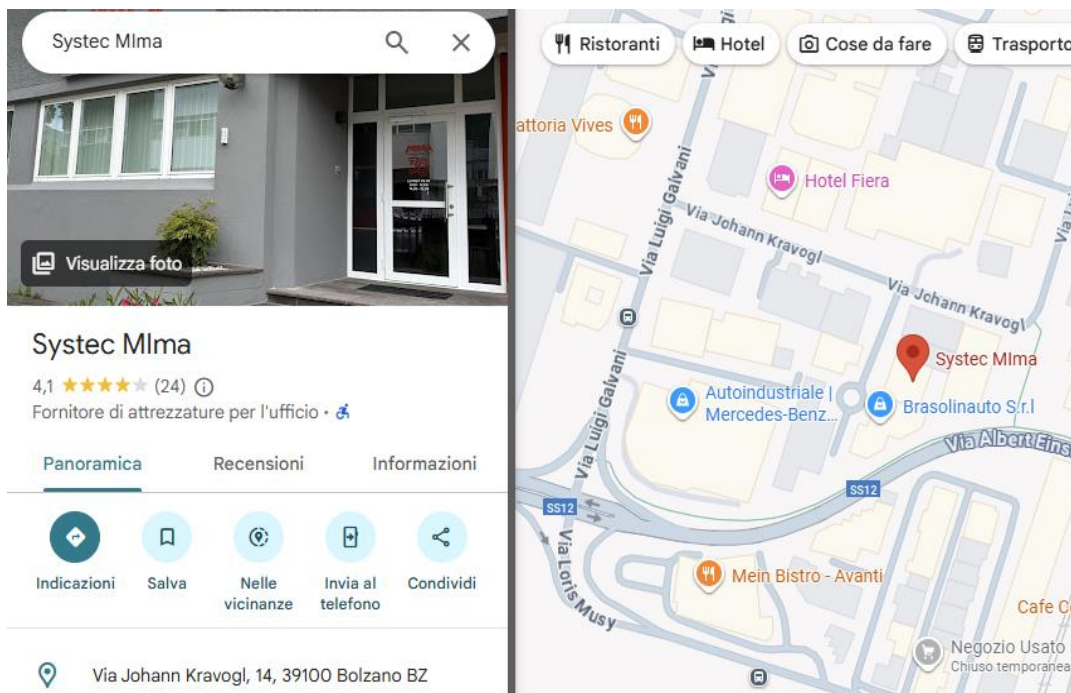 Systec MIma
Visualizza foto
Systec MIma
4,1 (24)
Fornitore di attrezzature per l'ufficio
Panoramica
Recensioni
Informazioni
Indicazioni
Salva
Nelle
vicinanze
Invia al
telefono
Condividi
Via Johann Kravogl, 14, 39100 Bolzano BZ
Ristoranti
Hotel
Cose da fare
Trasporto
attoria Vives
Hotel Fiera
Via Luigi Galvani
Via Johann Kravogl
Via Johann Kravogl
Systec MIma
Autoindustriale |
Mercedes-Benz...
Brasolinauto S.r.l
Via Luigi Galvani
Via Albert Eins
SS12
SS12
Via Loris Musy
Mein Bistro - Avanti
Cafe C
Negozio Usato
Chiuso temporanea